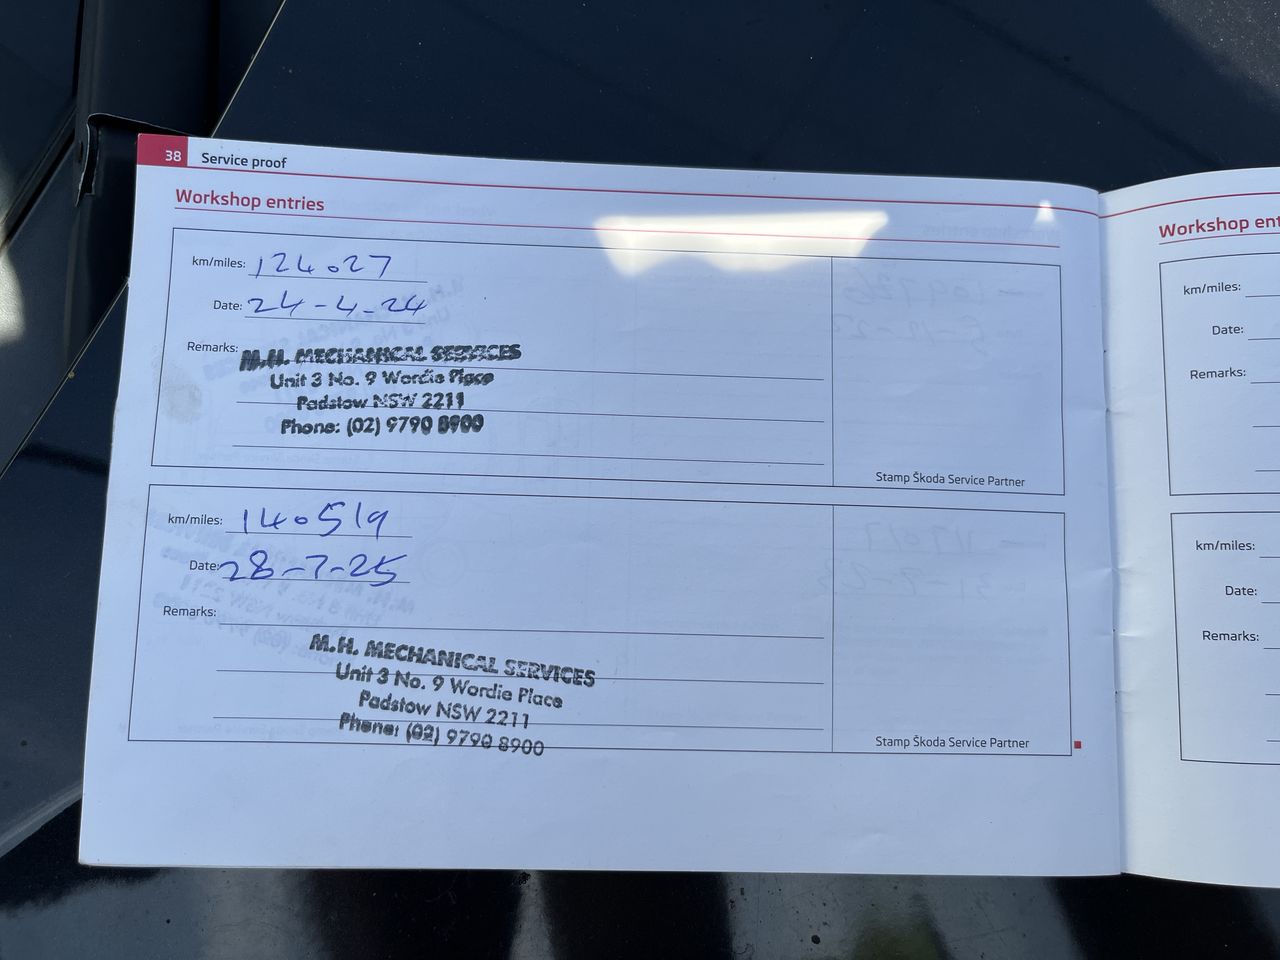 38 Service proof
Workshop entries
km/miles: 124027
Date: 24-4-24
Remarks:
M.H. MECHANICAL SERVICES
Unit 3 No. 9 Wordie Place
Padstow NSW 2211
Phone: (02) 9790 8900
Stamp Škoda Service Partner
km/miles: 140519
Date: 28-7-25
Remarks:
M.H. MECHANICAL SERVICES
Unit 3 No. 9 Wordie Place
Padstow NSW 2211
Phone: (02) 9790 8900
Stamp Škoda Service Partner
Workshop ent
km/miles:
Date:
Remarks:
km/miles:
Date:
Remarks: